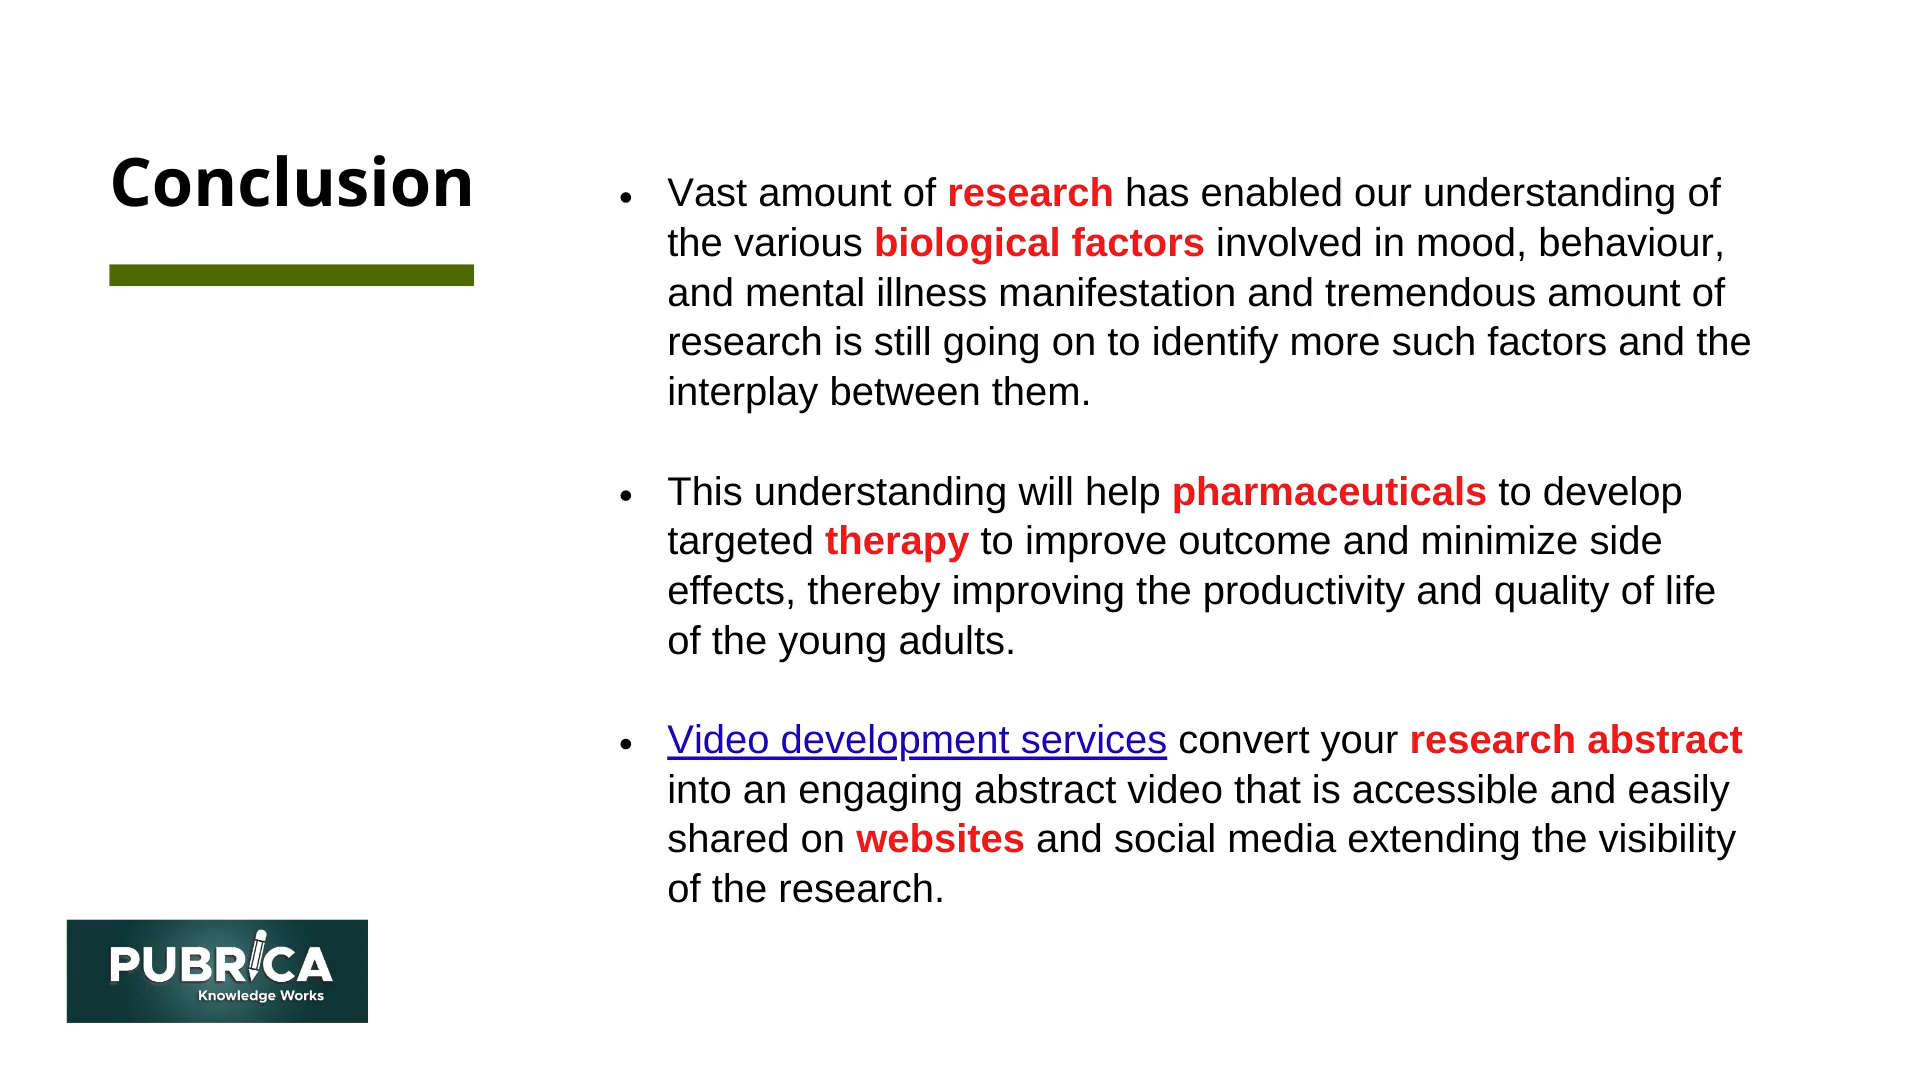 Conclusion
• Vast amount of research has enabled our understanding of
the various biological factors involved in mood, behaviour,
and mental illness manifestation and tremendous amount of
research is still going on to identify more such factors and the
interplay between them.
• This understanding will help pharmaceuticals to develop
targeted therapy to improve outcome and minimize side
effects, thereby improving the productivity and quality of life
of the young adults.
• Video development services convert your research abstract
into an engaging abstract video that is accessible and easily
shared on websites and social media extending the visibility
of the research.
PUBRICA
Knowledge Works